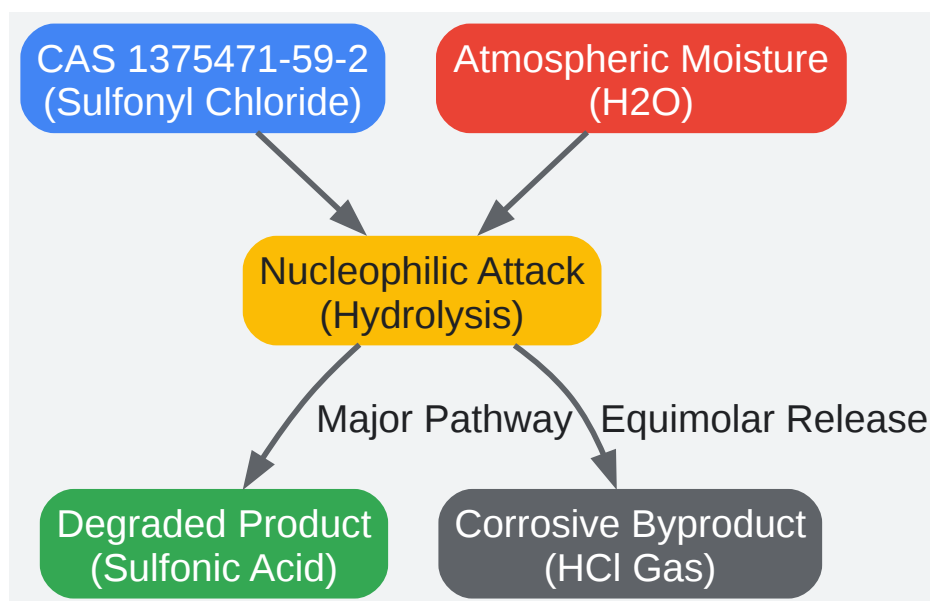 CAS 1375471-59-2
(Sulfonyl Chloride)
Atmospheric Moisture
(H2O)
Nucleophilic Attack
(Hydrolysis)
Major Pathway
Equimolar Release
Degraded Product
(Sulfonic Acid)
Corrosive Byproduct
(HCl Gas)